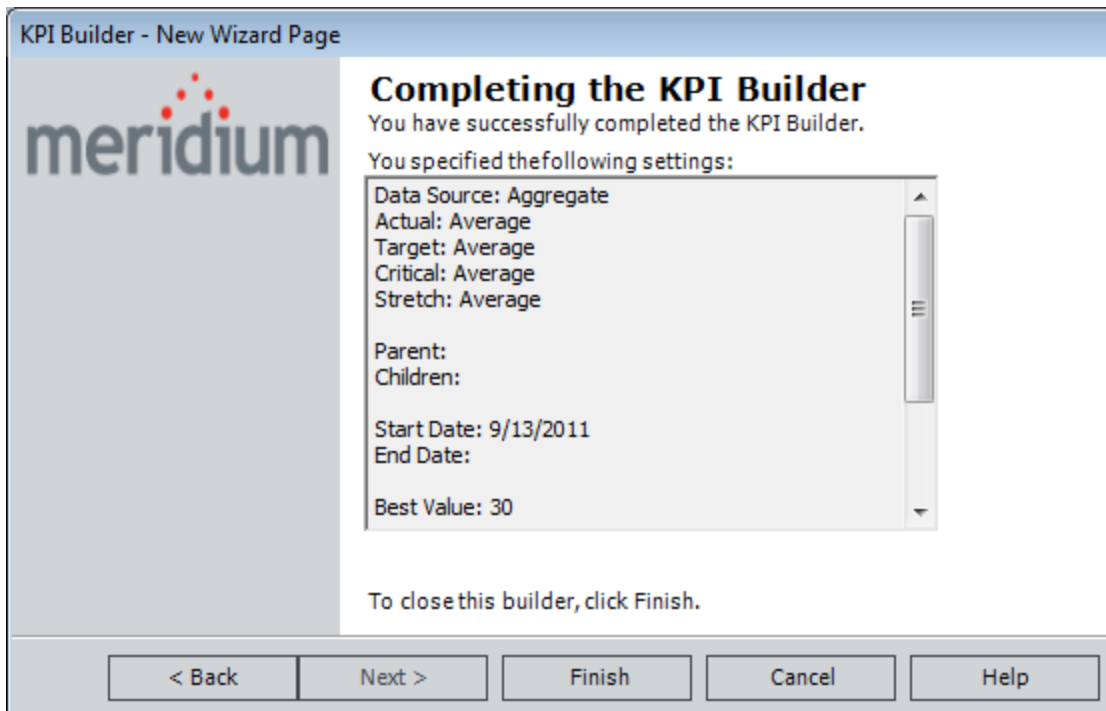 KPI Builder - New Wizard Page
meridium
Completing the KPI Builder
You have successfully completed the KPI Builder.
You specified thefollowing settings:
Data Source: Aggregate
Actual: Average
Target: Average
Critical: Average
Stretch: Average
Parent:
Children:
Start Date: 9/13/2011
End Date:
Best Value: 30
To close this builder, click Finish.
< Back
Next >
Finish
Cancel
Help